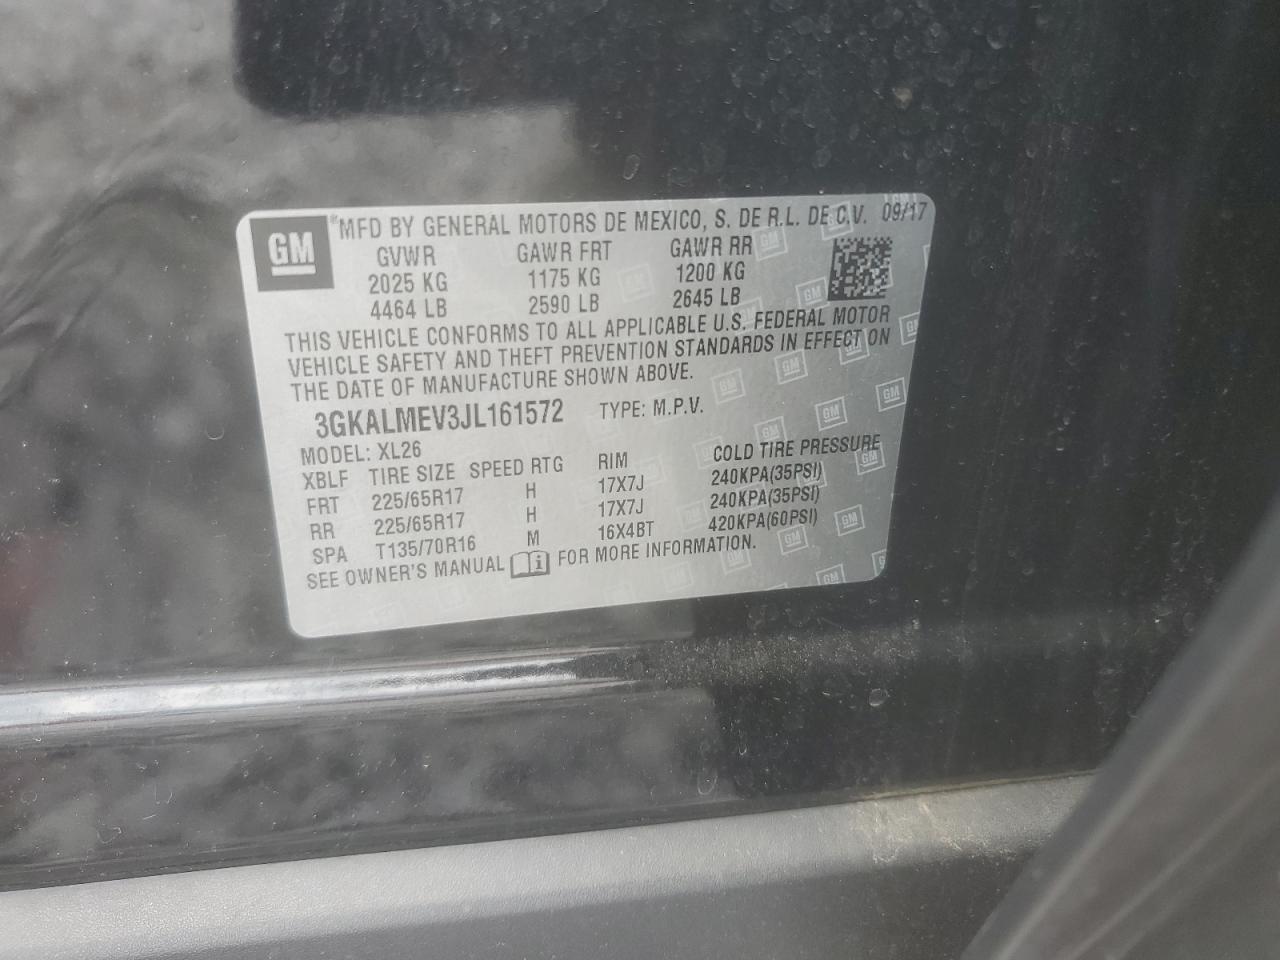 GM ®MFD BY GENERAL MOTORS DE MEXICO, S. DE R.L. DE C.V. 09/17
GVWR GAWR FRT GAWR RR
2025 KG 1175 KG 1200 KG
4464 LB 2590 LB 2645 LB
THIS VEHICLE CONFORMS TO ALL APPLICABLE U.S. FEDERAL MOTOR
VEHICLE SAFETY AND THEFT PREVENTION STANDARDS IN EFFECT ON
THE DATE OF MANUFACTURE SHOWN ABOVE.
3GKALMEV3JL161572 TYPE: M.P.V.
MODEL: XL26
XBLF TIRE SIZE SPEED RTG RIM COLD TIRE PRESSURE
FRT 225/65R17 H 17X7J 240KPA(35PSI)
RR 225/65R17 H 17X7J 240KPA(35PSI)
SPA T135/70R16 M 16X4BT 420KPA(60PSI)
SEE OWNER'S MANUAL FOR MORE INFORMATION.